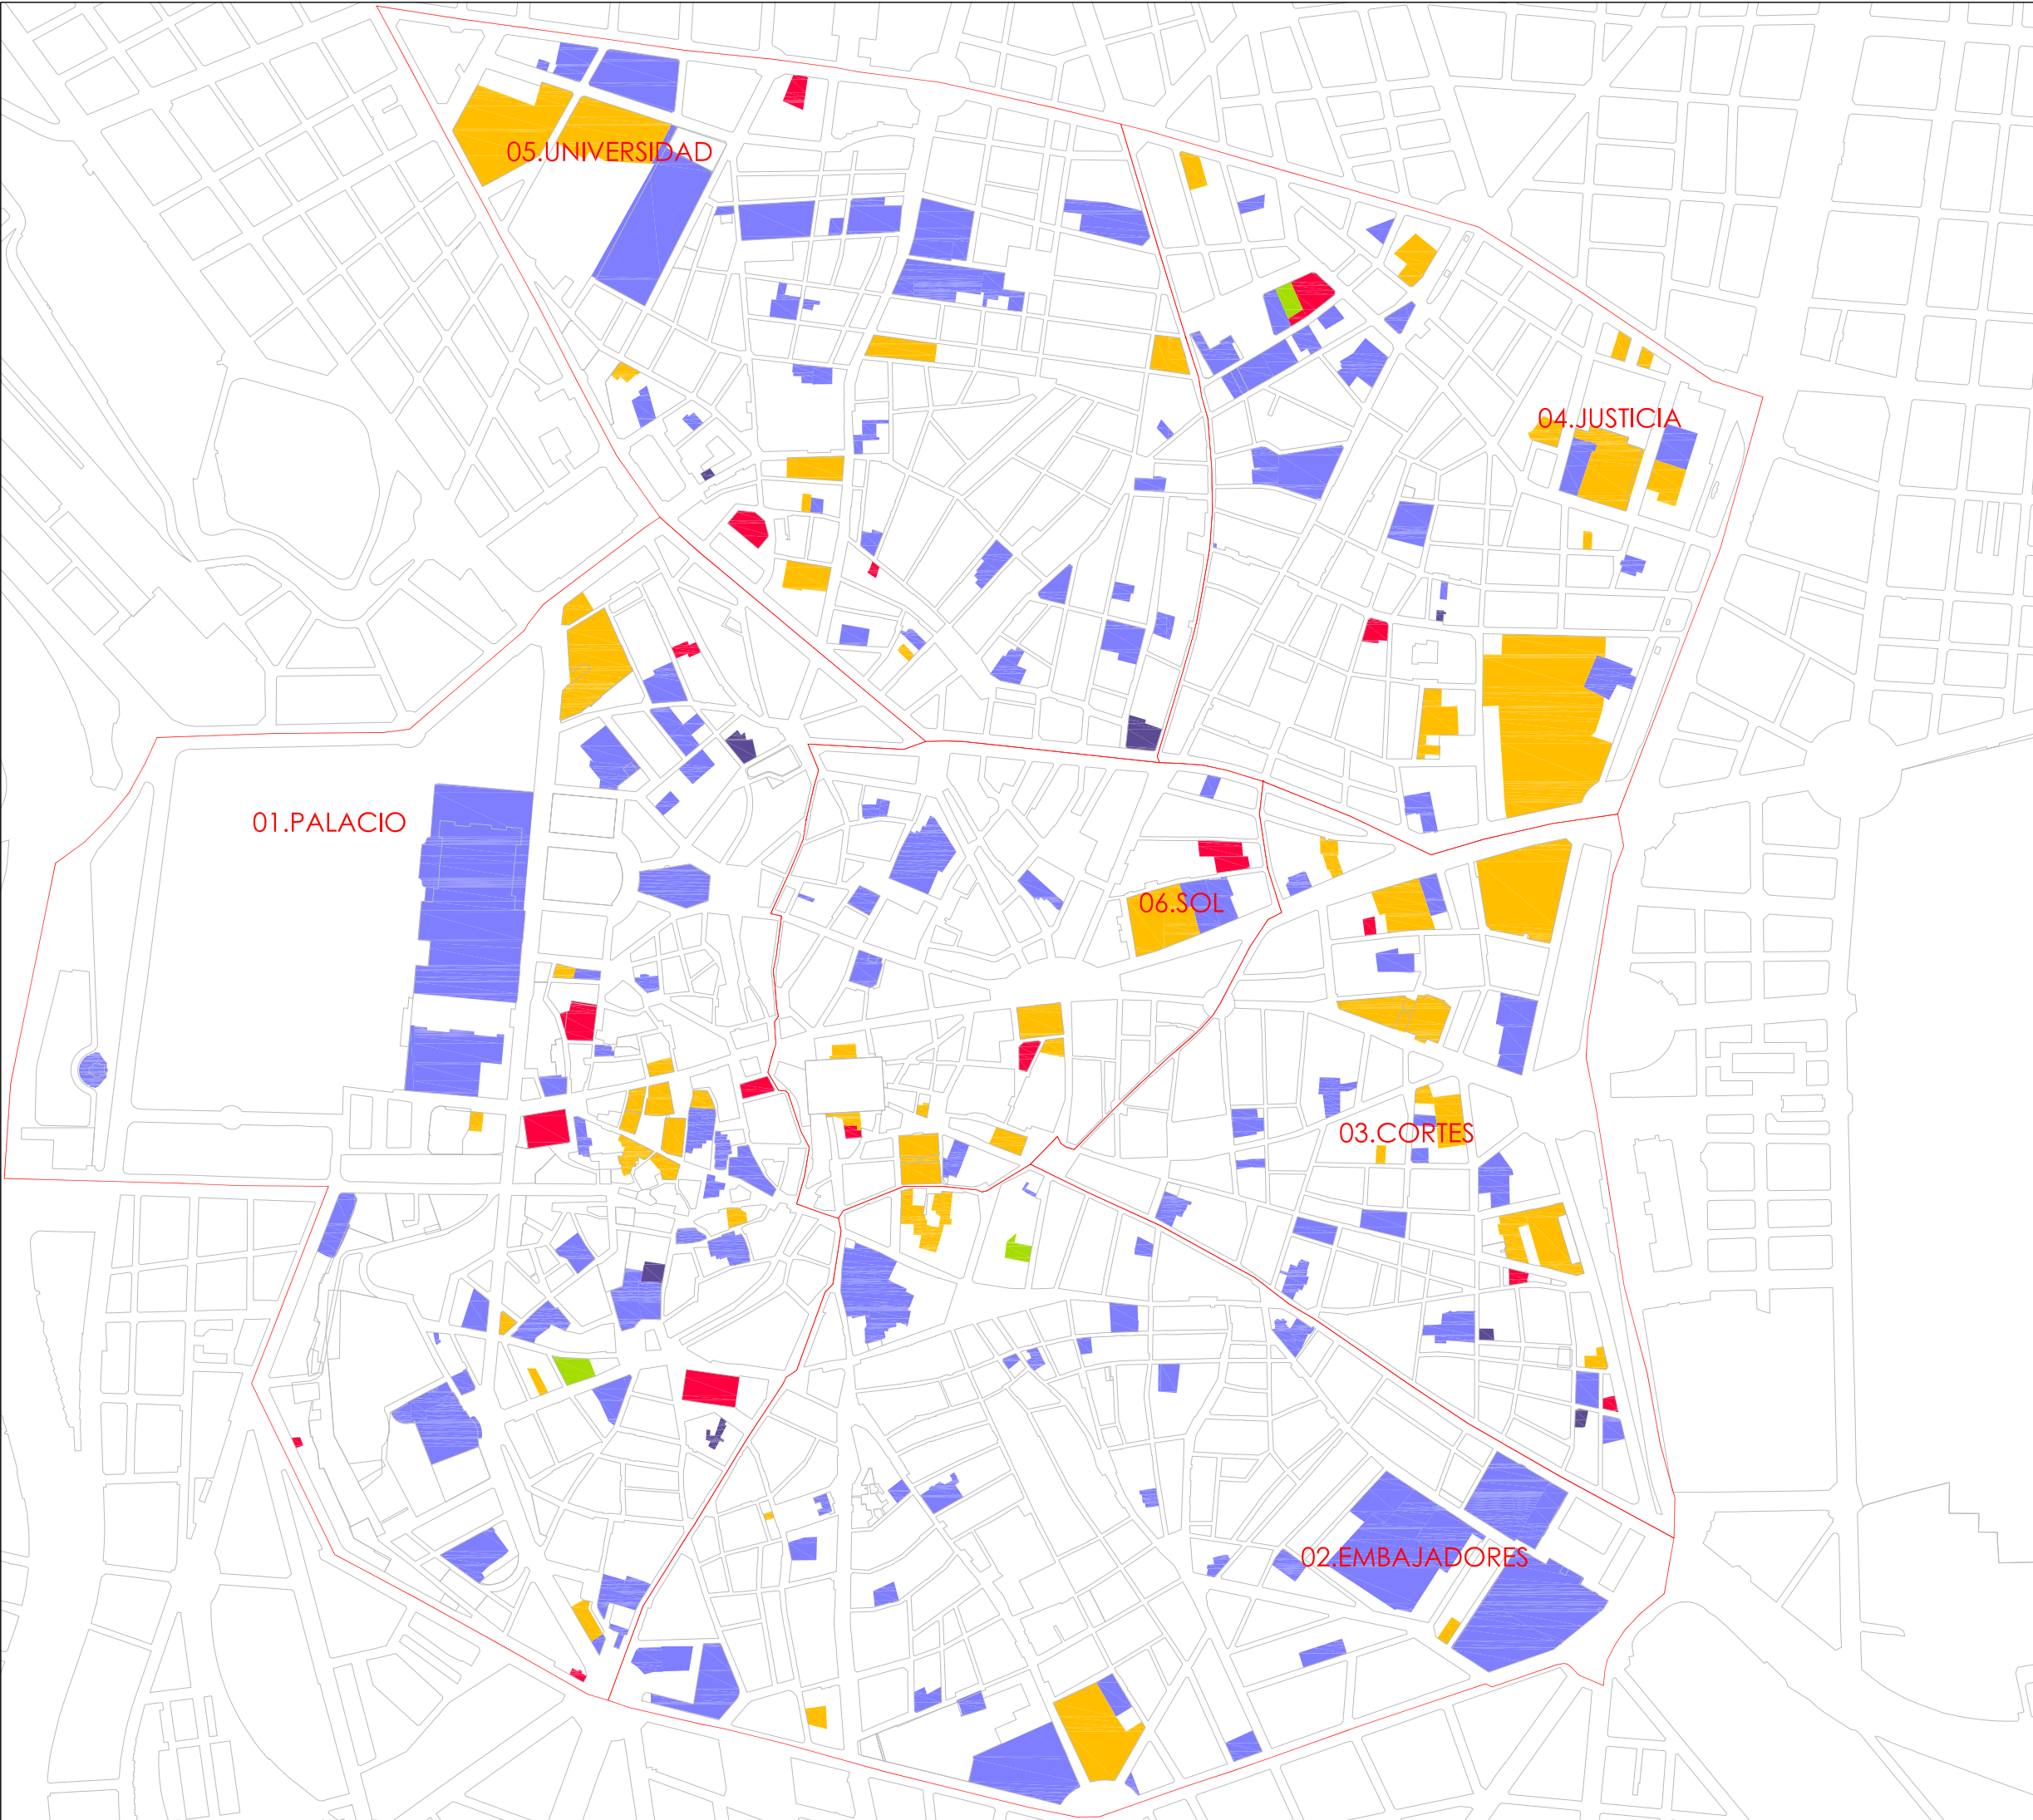 05.UNIVERSIDAD
04.JUSTICIA
01.PALACIO
06.SOL
03.CORTES
02.EMBAJADORES